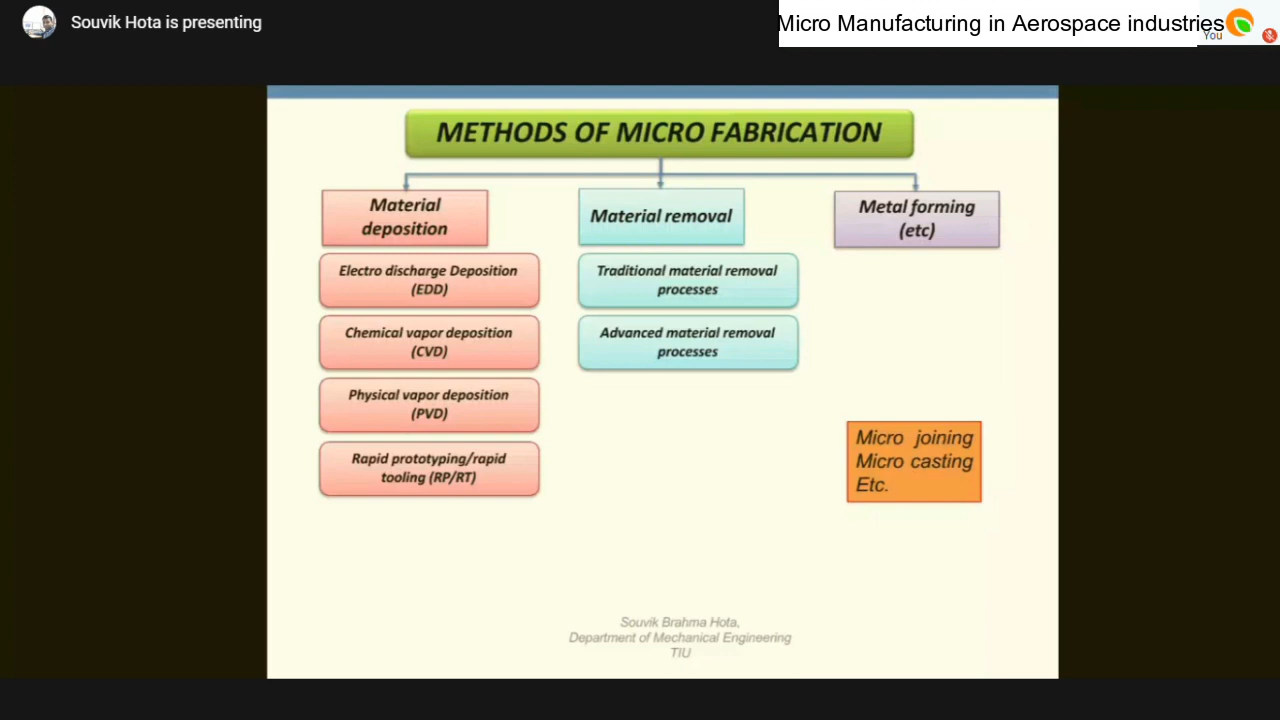 Souvik Hota is presenting
Micro Manufacturing in Aerospace industries
You
METHODS OF MICRO FABRICATION
Material
deposition
Electro discharge Deposition
(EDD)
Chemical vapor deposition
(CVD)
Physical vapor deposition
(PVD)
Rapid prototyping/rapid
tooling (RP/RT)
Material removal
Traditional material removal
processes
Advanced material removal
processes
Metal forming
(etc)
Micro joining
Micro casting
Etc.
Souvik Brahma Hota,
Department of Mechanical Engineering
TIU